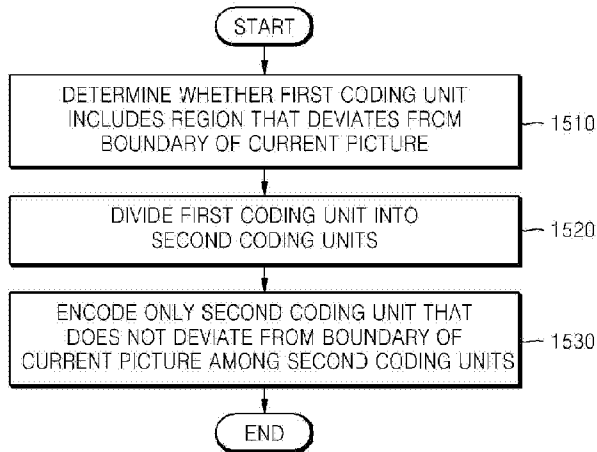 START
DETERMINE WHETHER FIRST CODING UNIT
INCLUDES REGION THAT DEVIATES FROM
BOUNDARY OF CURRENT PICTURE
1510
DIVIDE FIRST CODING UNIT INTO
SECOND CODING UNITS
1520
ENCODE ONLY SECOND CODING UNIT THAT
DOES NOT DEVIATE FROM BOUNDARY OF
CURRENT PICTURE AMONG SECOND CODING UNITS
1530
END